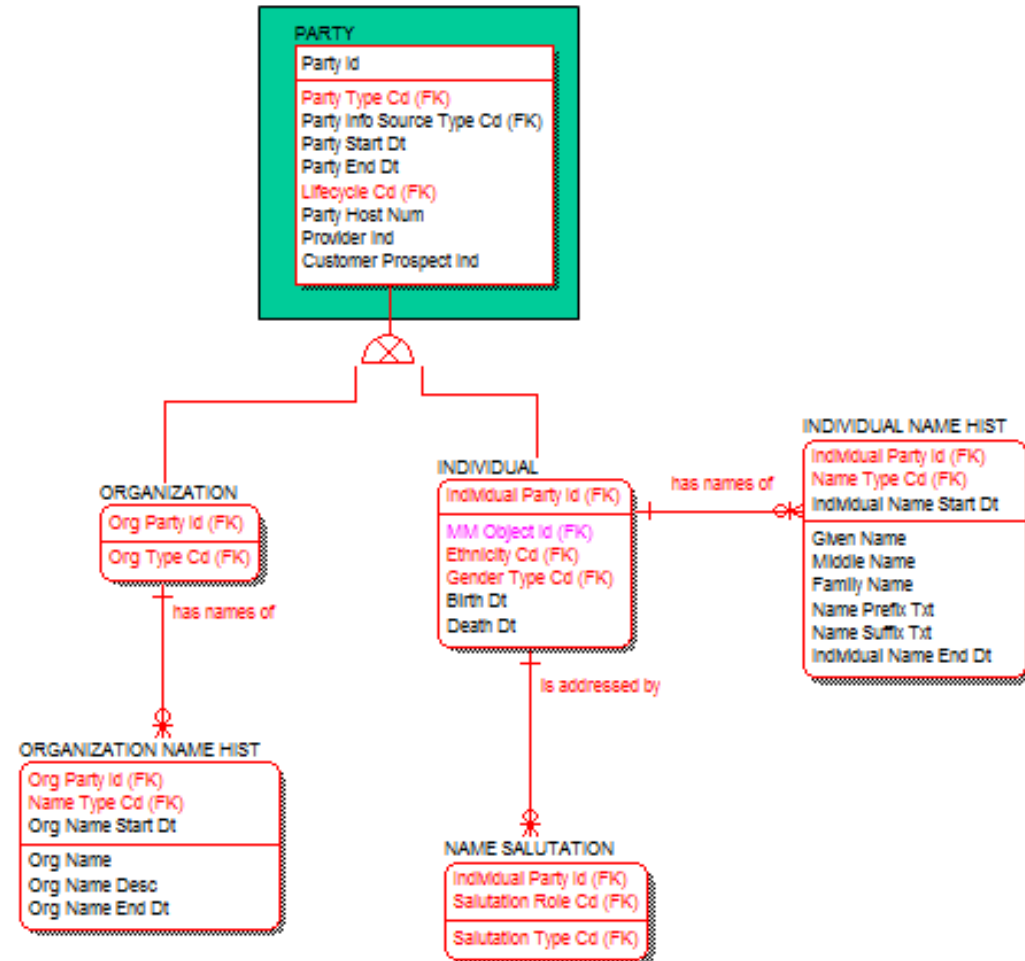 PARTY
Party Id
Party Type Cd (FK)
Party Info Source Type Cd (FK)
Party Start Dt
Party End Dt
Lifecycle Cd (FK)
Party Host Num
Provider Ind
Customer Prospect Ind
ORGANIZATION
Org Party Id (FK)
Org Type Cd (FK)
has names of
INDIVIDUAL
Individual Party Id (FK)
MM Object Id (FK)
Ethnicity Cd (FK)
Gender Type Cd (FK)
Birth Dt
Death Dt
has names of
INDIVIDUAL NAME HIST
Individual Party Id (FK)
Name Type Cd (FK)
Individual Name Start Dt
Given Name
Middle Name
Family Name
Name Prefix Txt
Name Suffix Txt
Individual Name End Dt
Is addressed by
ORGANIZATION NAME HIST
Org Party Id (FK)
Name Type Cd (FK)
Org Name Start Dt
Org Name
Org Name Desc
Org Name End Dt
NAME SALUTATION
Individual Party Id (FK)
Salutation Role Cd (FK)
Salutation Type Cd (FK)